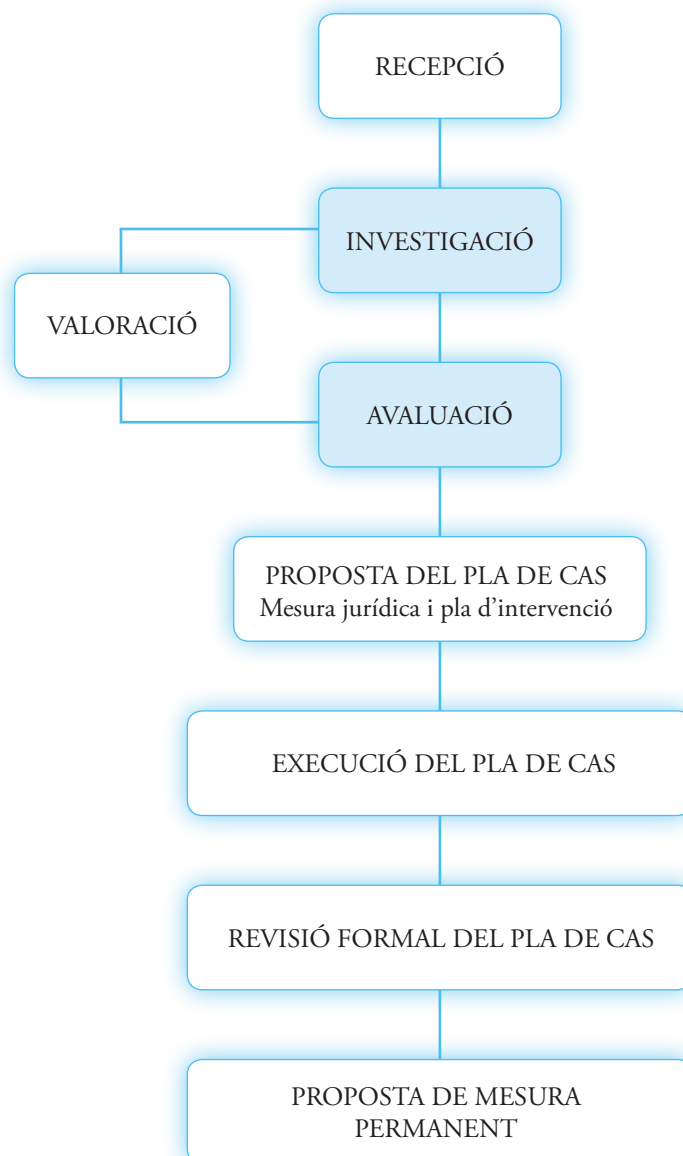 RECEPCIÓ
INVESTIGACIÓ
VALORACIÓ
AVALUACIÓ
PROPOSTA DEL PLA DE CAS
Mesura jurídica i pla d’intervenció
EXECUCIÓ DEL PLA DE CAS
REVISIÓ FORMAL DEL PLA DE CAS
PROPOSTA DE MESURA
PERMANENT